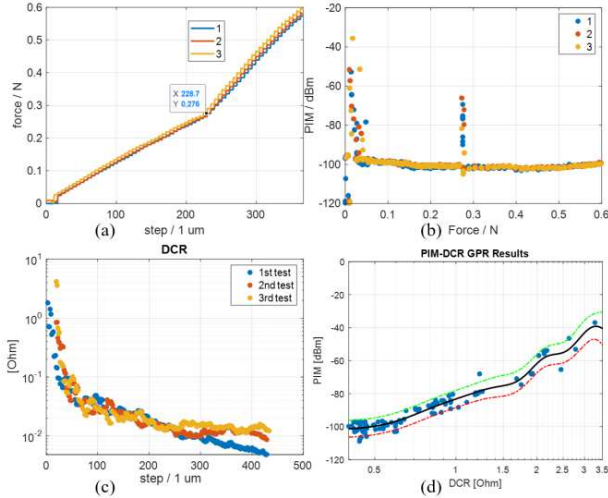 0.6
0.5
0.4
0.3
0.2
0.1
0
force / N
1
2
3
X 228.7
Y 0.276
0 100 200 300
(a) step / 1 um
-20
-40
-60
-80
-100
-120
PIM / dBm
1
2
3
0 0.1 0.2 0.3 0.4 0.5 0.6
(b) Force / N
DCR
10^0
10^-1
10^-2
[Ohm]
1st test
2nd test
3rd test
0 100 200 300 400 500
(c) step / 1 um
PIM-DCR GPR Results
0
-20
-40
-60
-80
-100
-120
PIM [dBm]
0.5 1 1.5 2 2.5 3 3.5
(d) DCR [Ohm]